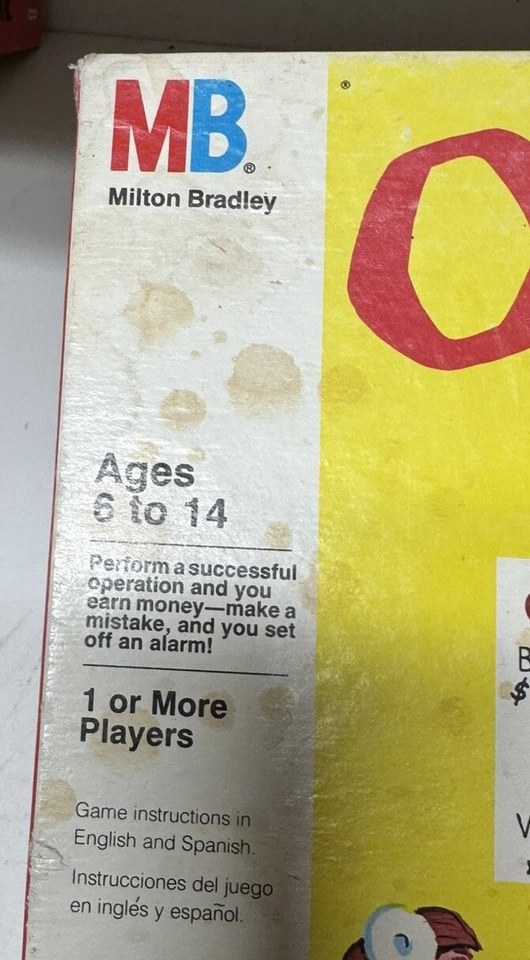 MB®
Milton Bradley
Ages
6 to 14
Perform a successful
operation and you
earn money—make a
mistake, and you set
off an alarm!
1 or More
Players
Game instructions in
English and Spanish.
Instrucciones del juego
en inglés y español.
®
O
B
$
V